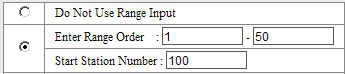 Do Not Use Range Input
Enter Range Order : 1 - 50
Start Station Number : 100